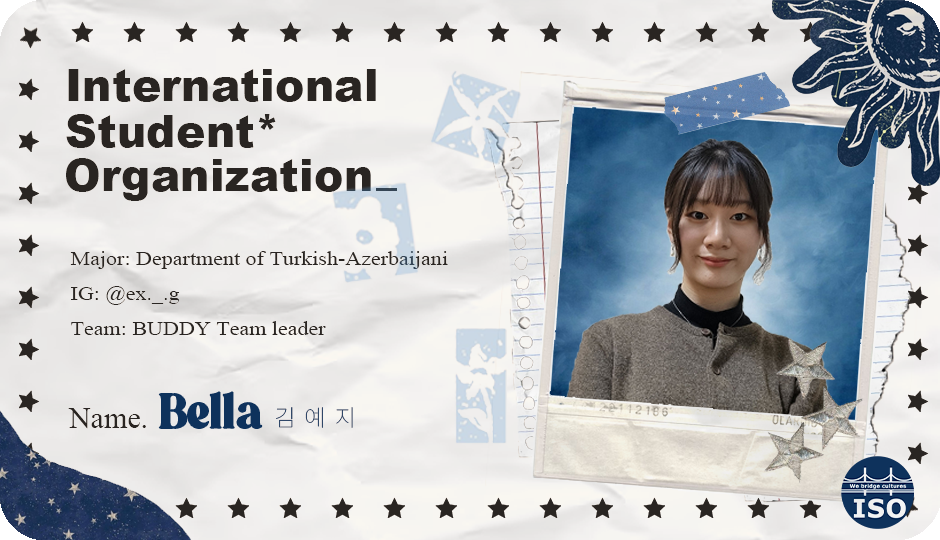 International
Student*
Organization_
Major: Department of Turkish-Azerbaijani
IG: @ex._.g
Team: BUDDY Team leader
Name. Bella 김예지
We bridge cultures
ISO